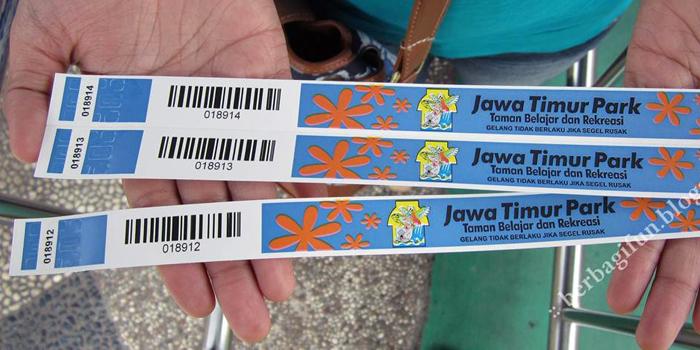 018914
018914
Jawa Timur Park
Taman Belajar dan Rekreasi
GELANG TIDAK BERLAKU JIKA SEGEL RUSAK
018913
018913
Jawa Timur Park
Taman Belajar dan Rekreasi
GELANG TIDAK BERLAKU JIKA SEGEL RUSAK
018912
018912
Jawa Timur Park
Taman Belajar dan Rekreasi
GELANG TIDAK BERLAKU JIKA SEGEL RUSAK